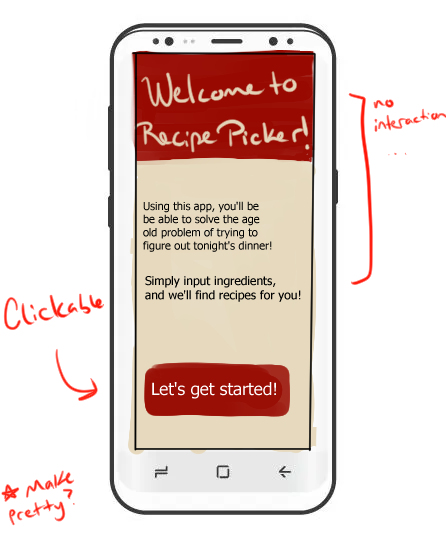 Welcome to
Recipe Picker!
no
interaction
...
Using this app, you'll be
be able to solve the age
old problem of trying to
figure out tonight's dinner!
Simply input ingredients,
and we'll find recipes for you!
Clickable
Let's get started!
* Make
pretty?